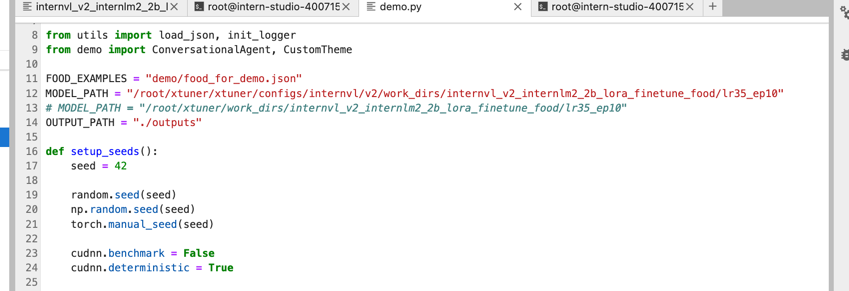 internvl_v2_internlm2_2b_l
root@intern-studio-400715
demo.py
root@intern-studio-400715
8 from utils import load_json, init_logger
9 from demo import ConversationalAgent, CustomTheme
10
11 FOOD_EXAMPLES = "demo/food_for_demo.json"
12 MODEL_PATH = "/root/xtuner/xtuner/configs/internvl/v2/work_dirs/internvl_v2_internlm2_2b_lora_finetune_food/lr35_ep10"
13 # MODEL_PATH = "/root/xtuner/work_dirs/internvl_v2_internlm2_2b_lora_finetune_food/lr35_ep10"
14 OUTPUT_PATH = "./outputs"
15
16 def setup_seeds():
17     seed = 42
18
19     random.seed(seed)
20     np.random.seed(seed)
21     torch.manual_seed(seed)
22
23     cudnn.benchmark = False
24     cudnn.deterministic = True
25